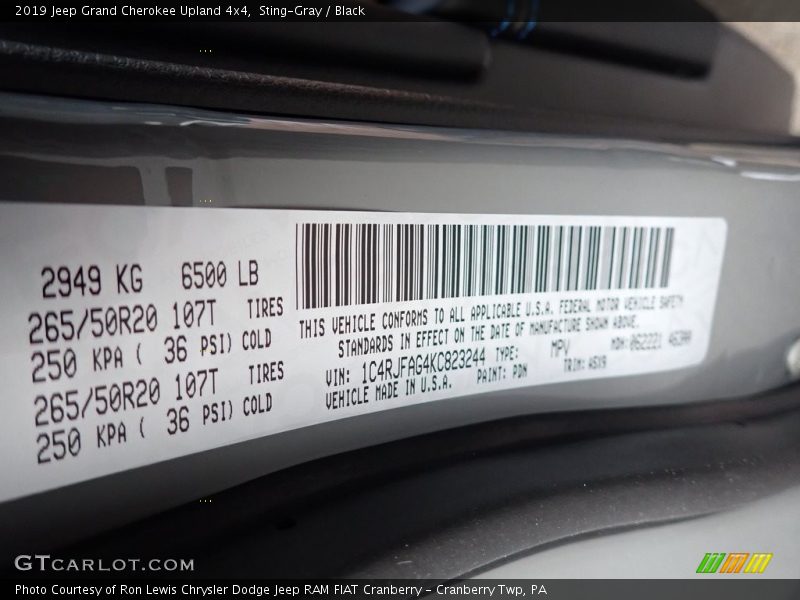 2019 Jeep Grand Cherokee Upland 4x4, Sting-Gray / Black
2949 KG 6500 LB
265/50R20 107T TIRES
250 KPA ( 36 PSI) COLD
265/50R20 107T TIRES
250 KPA ( 36 PSI) COLD
THIS VEHICLE CONFORMS TO ALL APPLICABLE U.S.A. FEDERAL MOTOR VEHICLE SAFETY
STANDARDS IN EFFECT ON THE DATE OF MANUFACTURE SHOWN ABOVE.
VIN: 1C4RJFAG4KC823244 TYPE: MPV MDH:062221
VEHICLE MADE IN U.S.A. PAINT: PDN TRIM:
GTCARLOT.COM
Photo Courtesy of Ron Lewis Chrysler Dodge Jeep RAM FIAT Cranberry – Cranberry Twp, PA